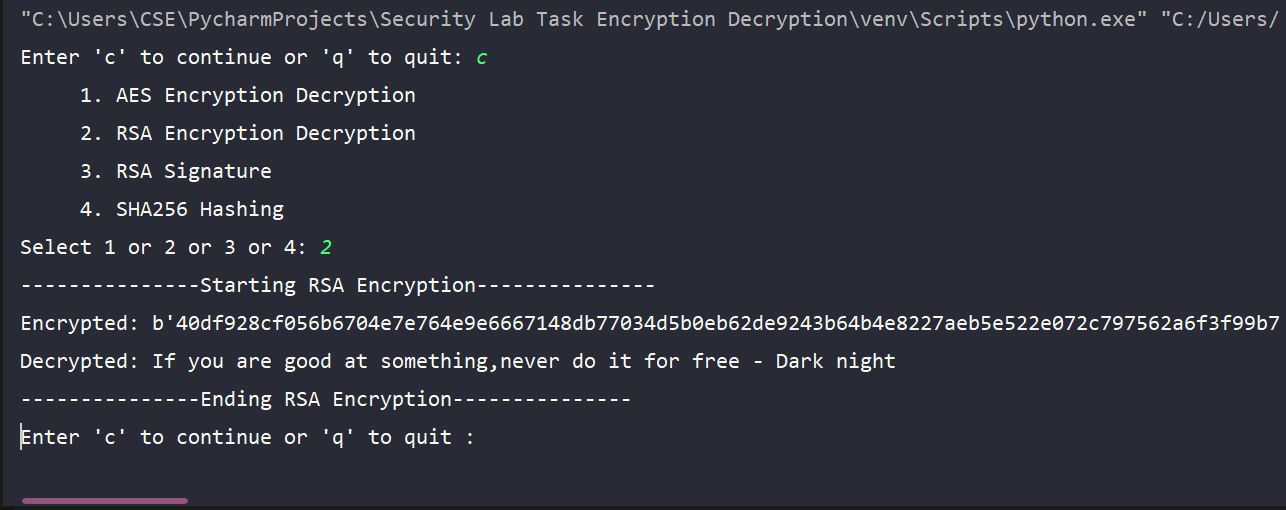 "C:\Users\CSE\PycharmProjects\Security Lab Task Encryption Decryption\venv\Scripts\python.exe" "C:/Users/
Enter 'c' to continue or 'q' to quit: c
1. AES Encryption Decryption
2. RSA Encryption Decryption
3. RSA Signature
4. SHA256 Hashing
Select 1 or 2 or 3 or 4: 2
---------------Starting RSA Encryption---------------
Encrypted: b'40df928cf056b6704e7e764e9e6667148db77034d5b0eb62de9243b64b4e8227aeb5e522e072c797562a6f3f99b7
Decrypted: If you are good at something,never do it for free - Dark night
---------------Ending RSA Encryption---------------
Enter 'c' to continue or 'q' to quit :